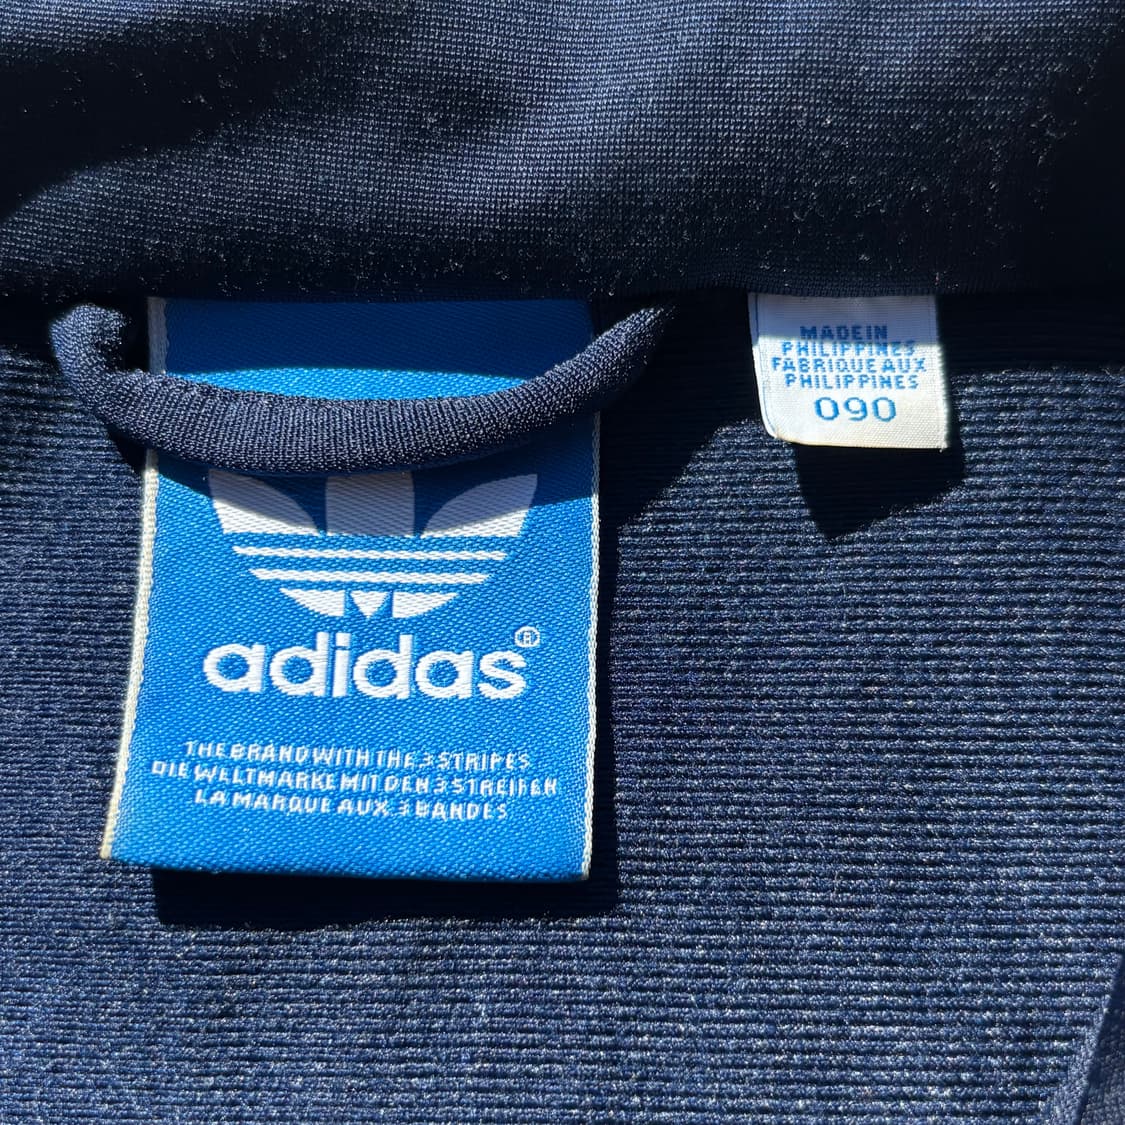 adidas®
THE BRAND WITH THE 3 STRIPES
DIE WELTMARKE MIT DEN 3 STREIFEN
LA MARQUE AUX 3 BANDES
MADE IN
PHILIPPINES
FABRIQUE AUX
PHILIPPINES
090